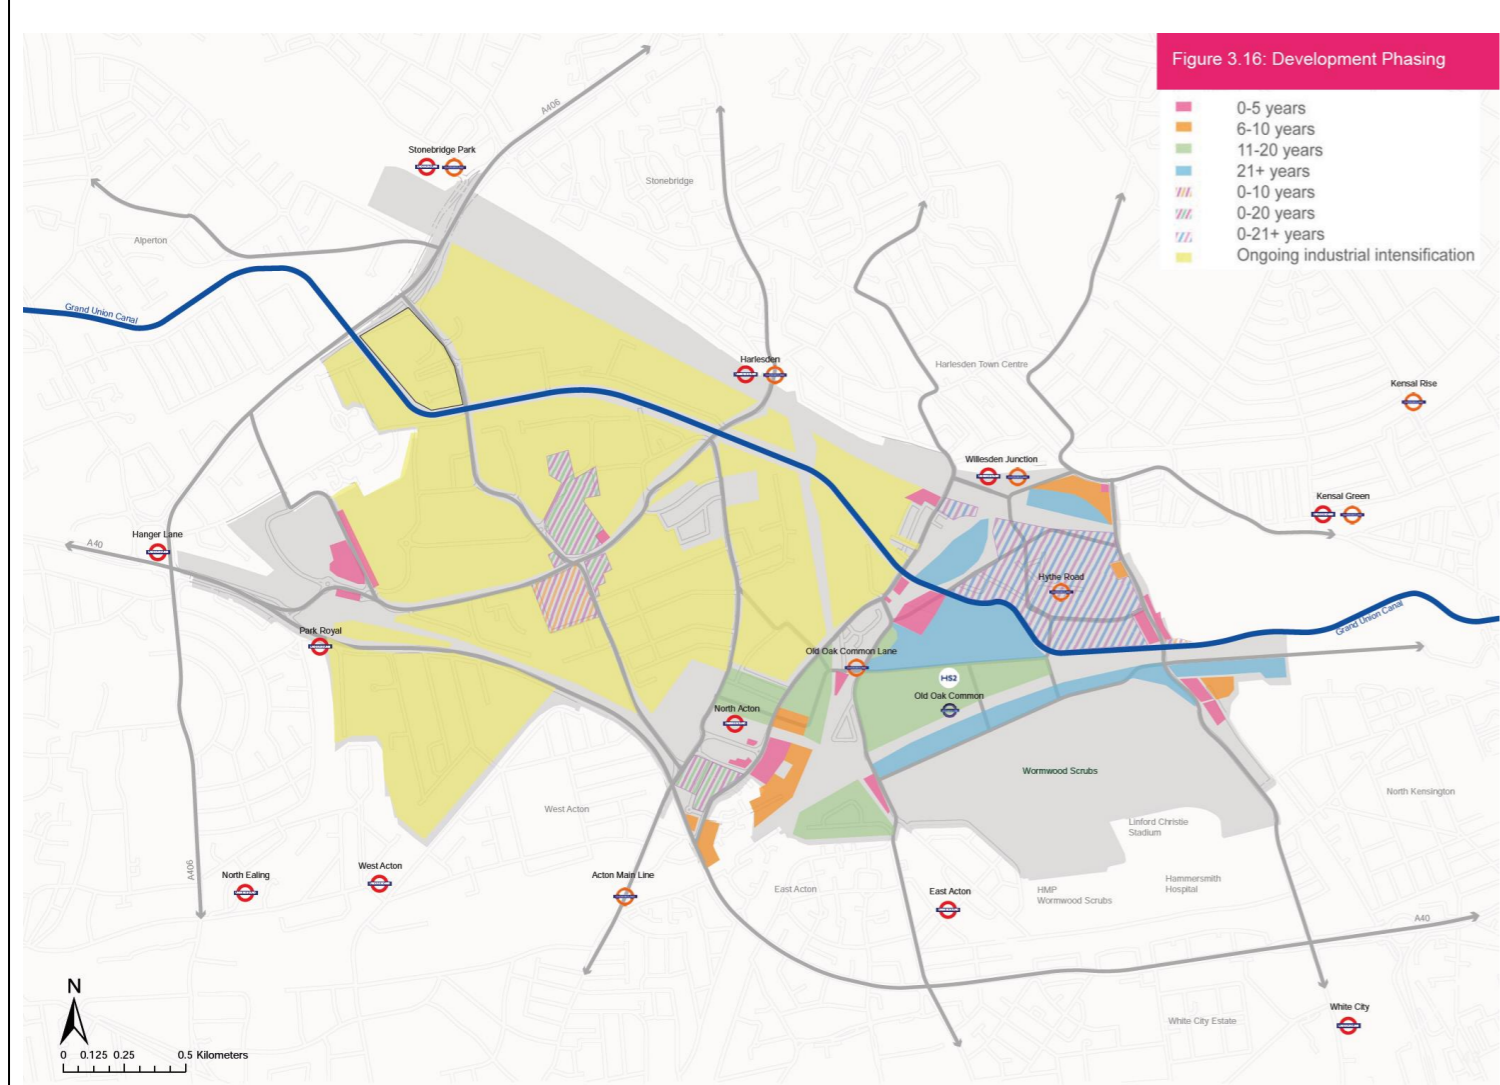 Figure 3.16: Development Phasing
0-5 years
6-10 years
11-20 years
21+ years
0-10 years
0-20 years
0-21+ years
Ongoing industrial intensification
A406
Stonebridge Park
Stonebridge
Alperton
Grand Union Canal
Harlesden
Harlesden Town Centre
Kensal Rise
Willesden Junction
Kensal Green
Hanger Lane
A40
Hythe Road
Grand Union Canal
Park Royal
Old Oak Common Lane
HS2
Old Oak Common
North Acton
Wormwood Scrubs
North Kensington
West Acton
Linford Christie
Stadium
A406
North Ealing
West Acton
Acton Main Line
East Acton
East Acton
HMP
Wormwood Scrubs
Hammersmith
Hospital
A40
White City
White City Estate
N
0 0.125 0.25 0.5 Kilometers